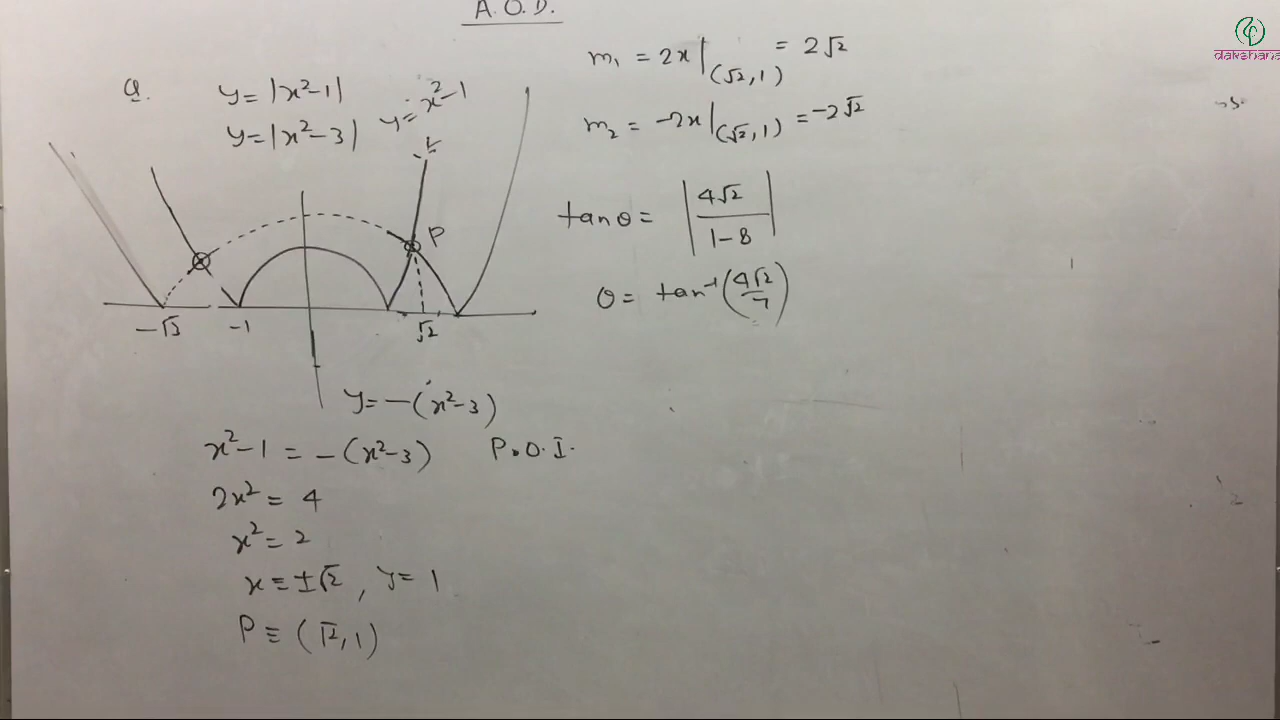 A.O.D.
Q. y = |x²-1|
y = |x²-3|
y = x²-1
P
-√3
-1
√2
y = -(x²-3)
x²-1 = -(x²-3) P.O.I.
2x² = 4
x² = 2
x = ±√2, y = 1
P ≡ (√2, 1)
m₁ = 2x|(√2, 1) = 2√2
m₂ = -2x|(√2, 1) = -2√2
tan θ = |4√2/(1-8)|
θ = tan⁻¹(4√2/7)
dakshana